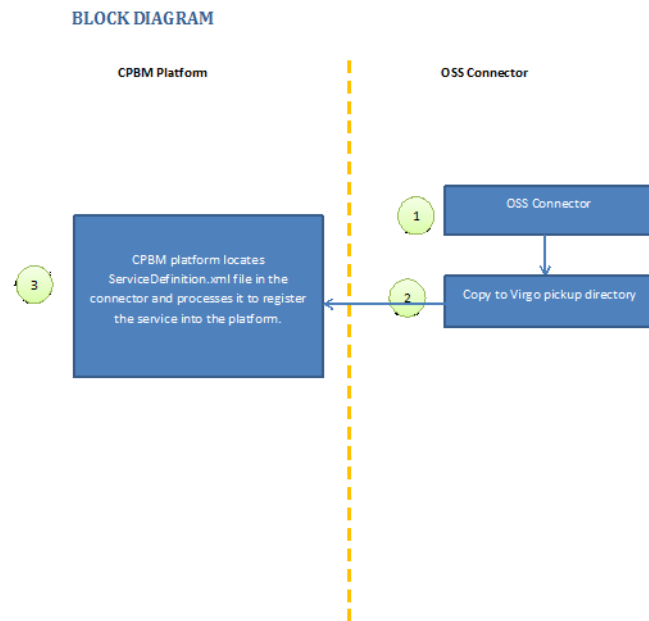 BLOCK DIAGRAM
CPBM Platform
OSS Connector
1
OSS Connector
3
CPBM platform locates
ServiceDefinition.xml file in the
connector and processes it to register
the service into the platform.
2
Copy to Virgo pickup directory